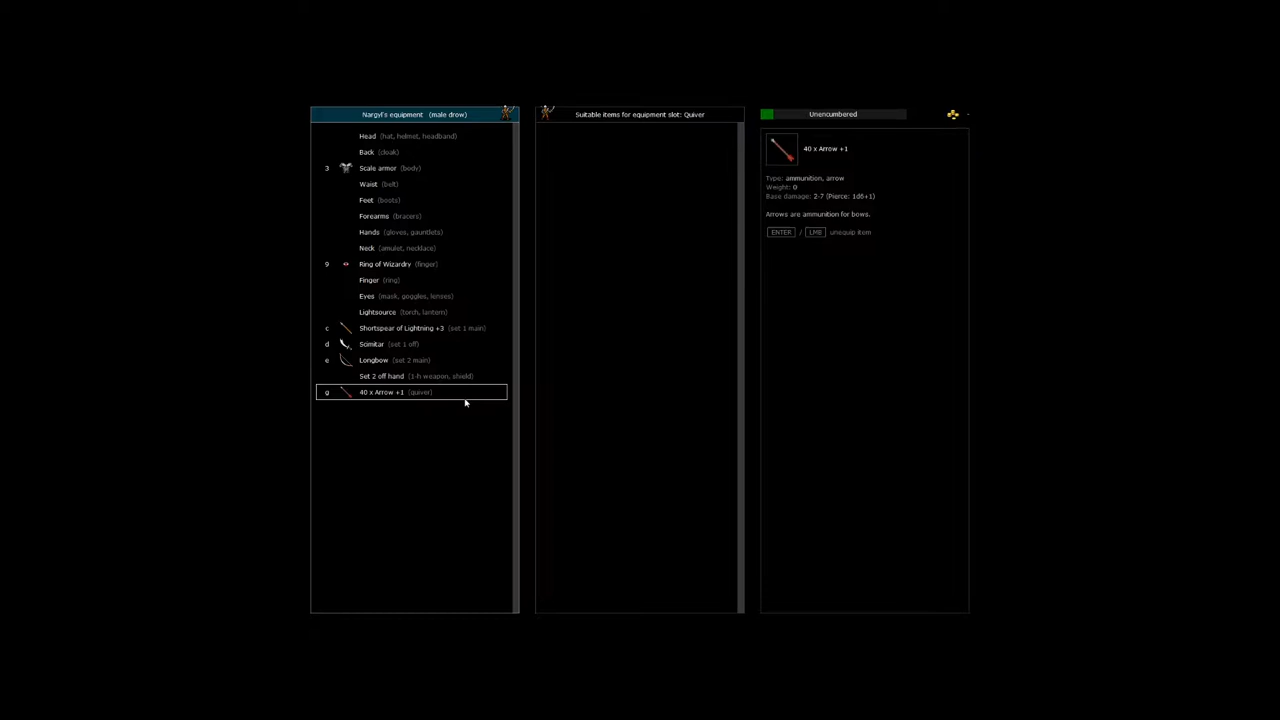 Nargyl's equipment (male drow)
Head (hat, helmet, headband)
Back (cloak)
3 Scale armor (body)
Waist (belt)
Feet (boots)
Forearms (bracers)
Hands (gloves, gauntlets)
Neck (amulet, necklace)
9 Ring of Wizardry (finger)
Finger (ring)
Eyes (mask, goggles, lenses)
Lightsource (torch, lantern)
c Shortspear of Lightning +3 (set 1 main)
d Scimitar (set 1 off)
e Longbow (set 2 main)
Set 2 off hand (1-h weapon, shield)
g 40 x Arrow +1 (quiver)
Suitable items for equipment slot: Quiver
Unencumbered
40 x Arrow +1
Type: ammunition, arrow
Weight: 0
Base damage: 2-7 (Pierce: 1d6+1)
Arrows are ammunition for bows.
ENTER / LMB unequip item